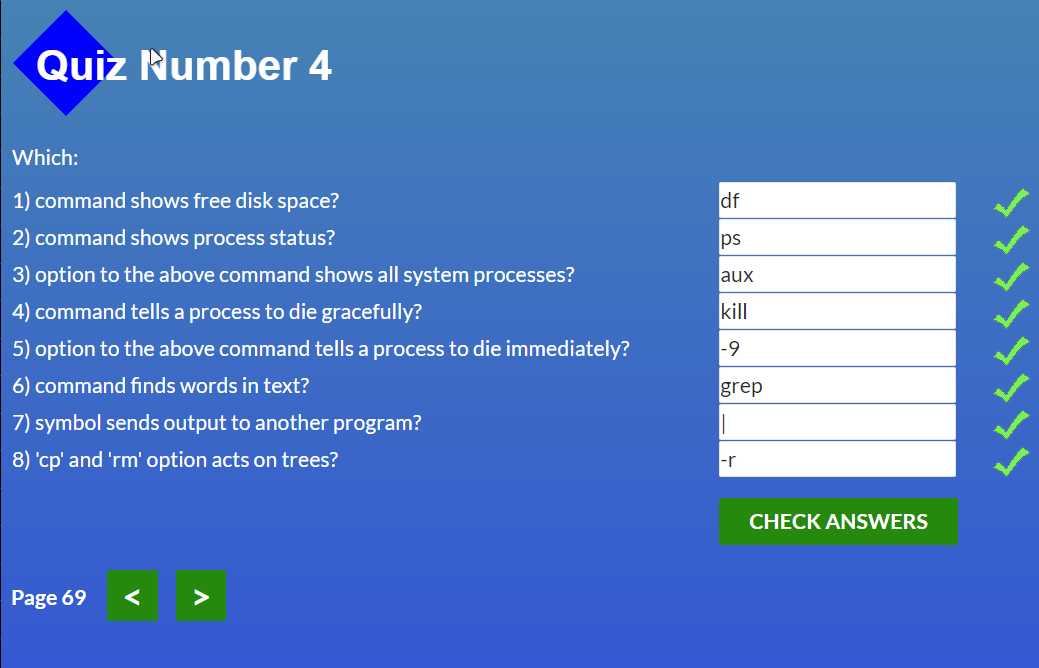 Quiz Number 4
Which:
1) command shows free disk space? df
2) command shows process status? ps
3) option to the above command shows all system processes? aux
4) command tells a process to die gracefully? kill
5) option to the above command tells a process to die immediately? -9
6) command finds words in text? grep
7) symbol sends output to another program? |
8) 'cp' and 'rm' option acts on trees? -r
CHECK ANSWERS
Page 69 < >